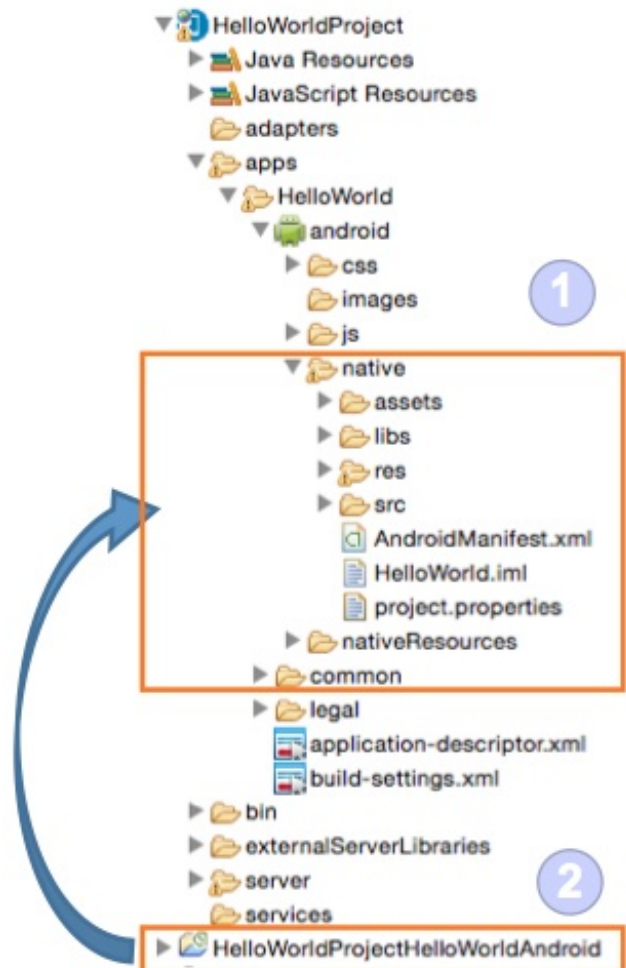 HelloWorldProject
Java Resources
JavaScript Resources
adapters
apps
HelloWorld
android
css
images
1
js
native
assets
libs
res
src
AndroidManifest.xml
HelloWorld.iml
project.properties
nativeResources
common
legal
application-descriptor.xml
build-settings.xml
bin
externalServerLibraries
server
2
services
HelloWorldProjectHelloWorldAndroid